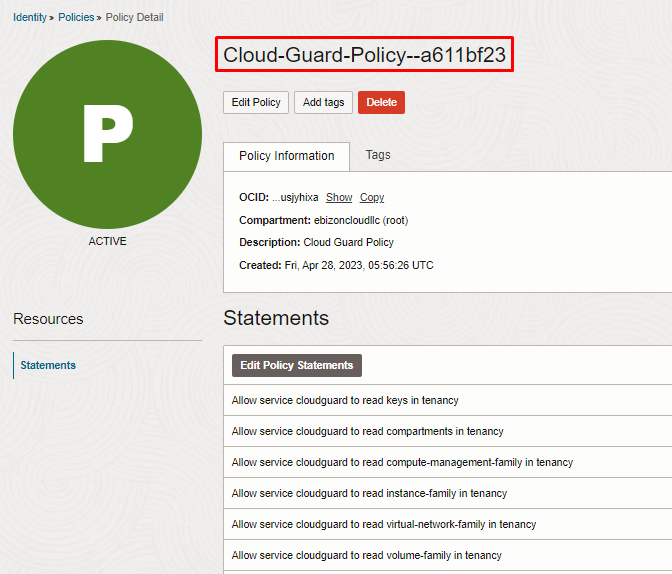 Identity » Policies » Policy Detail
P
ACTIVE
Cloud-Guard-Policy--a611bf23
Edit Policy Add tags Delete
Policy Information Tags
OCID: ...usjyhixa Show Copy
Compartment: ebizoncloudllc (root)
Description: Cloud Guard Policy
Created: Fri, Apr 28, 2023, 05:56:26 UTC
Resources
Statements
Statements
Edit Policy Statements
Allow service cloudguard to read keys in tenancy
Allow service cloudguard to read compartments in tenancy
Allow service cloudguard to read compute-management-family in tenancy
Allow service cloudguard to read instance-family in tenancy
Allow service cloudguard to read virtual-network-family in tenancy
Allow service cloudguard to read volume-family in tenancy